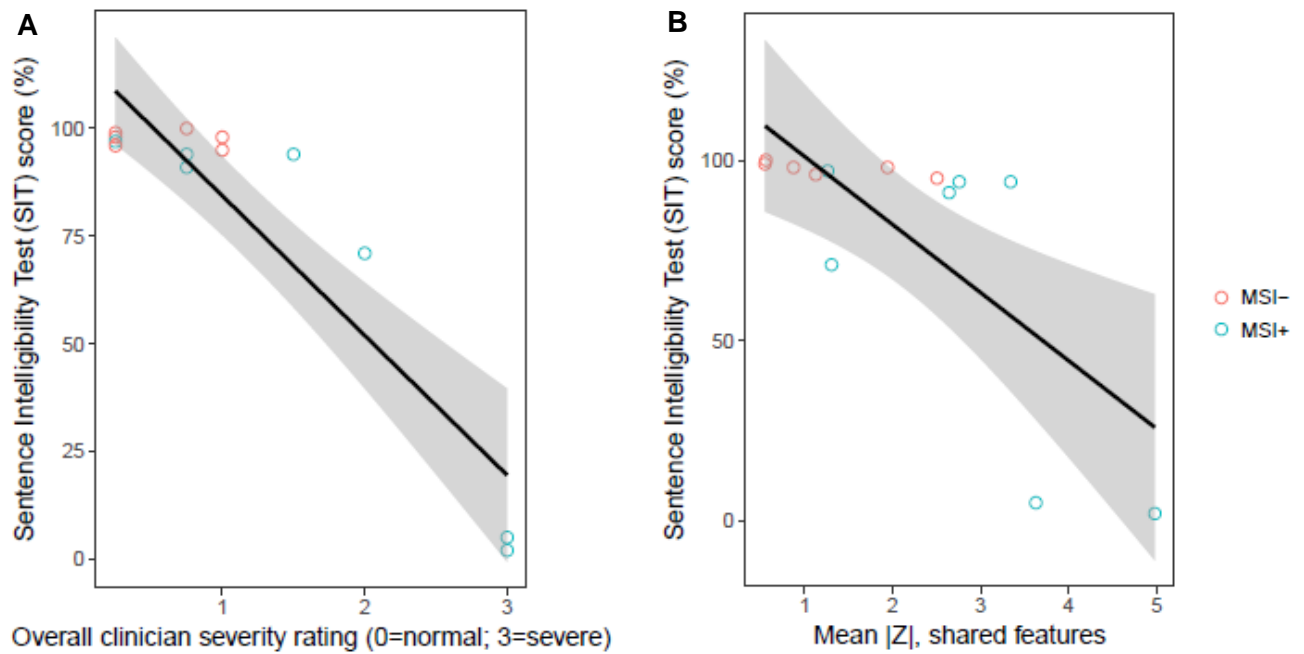 A
Sentence Intelligibility Test (SIT) score (%)
100
75
50
25
0
1
2
3
Overall clinician severity rating (0=normal; 3=severe)
B
Sentence Intelligibility Test (SIT) score (%)
100
50
0
1
2
3
4
5
Mean |Z|, shared features
MSI−
MSI+